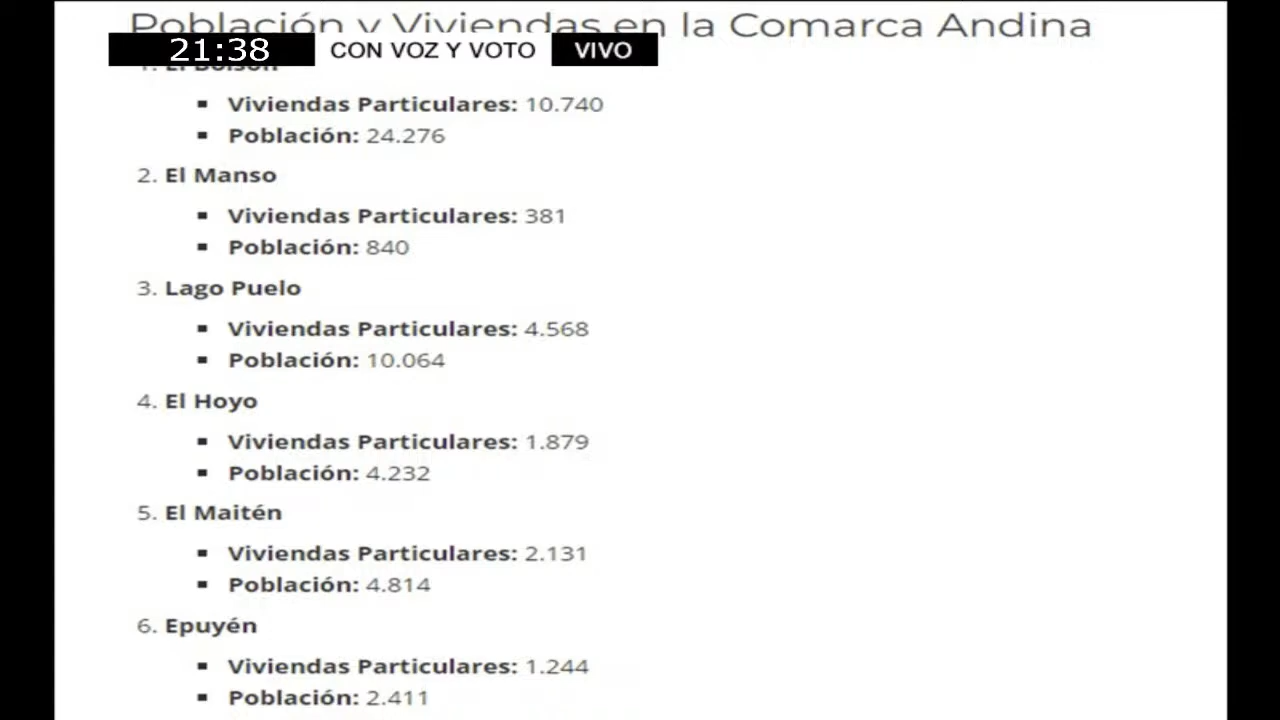 Población y Viviendas en la Comarca Andina
21:38 CON VOZ Y VOTO VIVO
1. El Bolsón
▪ Viviendas Particulares: 10.740
▪ Población: 24.276
2. El Manso
▪ Viviendas Particulares: 381
▪ Población: 840
3. Lago Puelo
▪ Viviendas Particulares: 4.568
▪ Población: 10.064
4. El Hoyo
▪ Viviendas Particulares: 1.879
▪ Población: 4.232
5. El Maitén
▪ Viviendas Particulares: 2.131
▪ Población: 4.814
6. Epuyén
▪ Viviendas Particulares: 1.244
▪ Población: 2.411